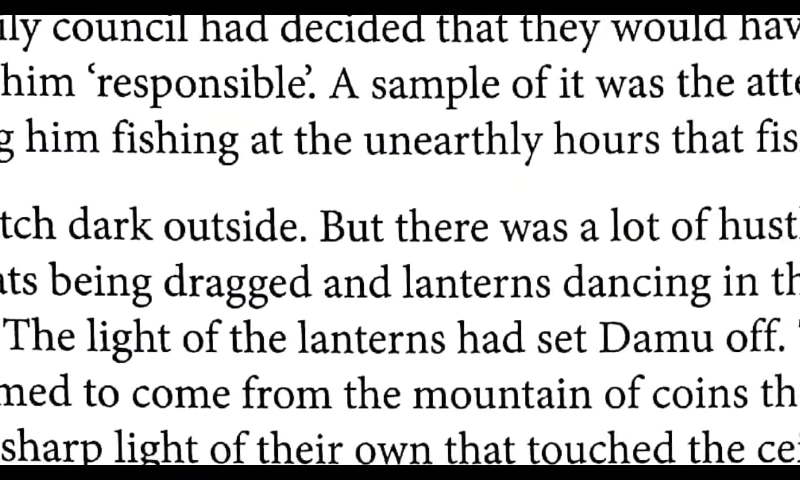 ily council had decided that they would hav
him ‘responsible’. A sample of it was the atte
g him fishing at the unearthly hours that fis
tch dark outside. But there was a lot of hustl
ats being dragged and lanterns dancing in th
The light of the lanterns had set Damu off. T
med to come from the mountain of coins th
sharp light of their own that touched the cei